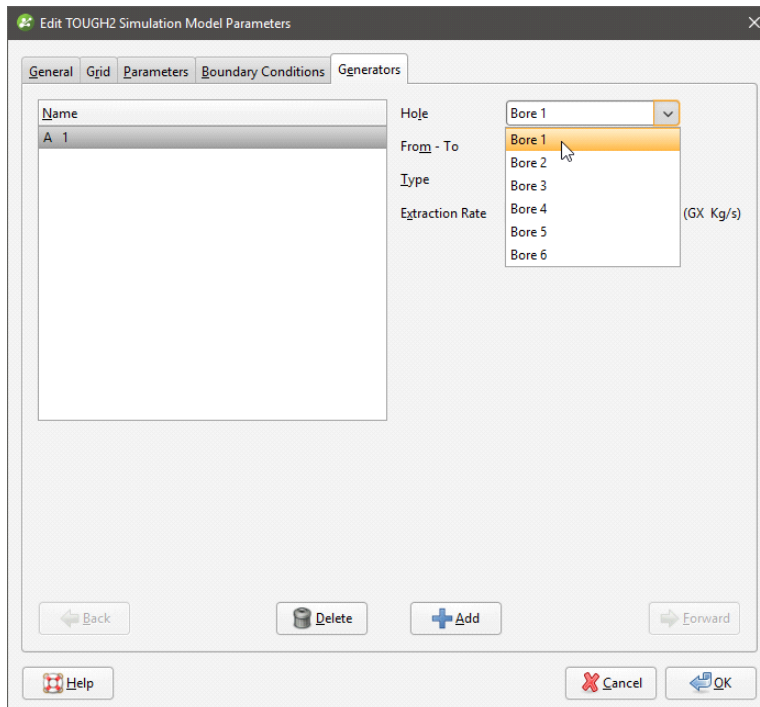 Edit TOUGH2 Simulation Model Parameters
General Grid Parameters Boundary Conditions Generators
Name
A 1
Hole Bore 1
From - To
Type
Extraction Rate (GX Kg/s)
Bore 1
Bore 2
Bore 3
Bore 4
Bore 5
Bore 6
Back Delete Add Forward
Help Cancel OK